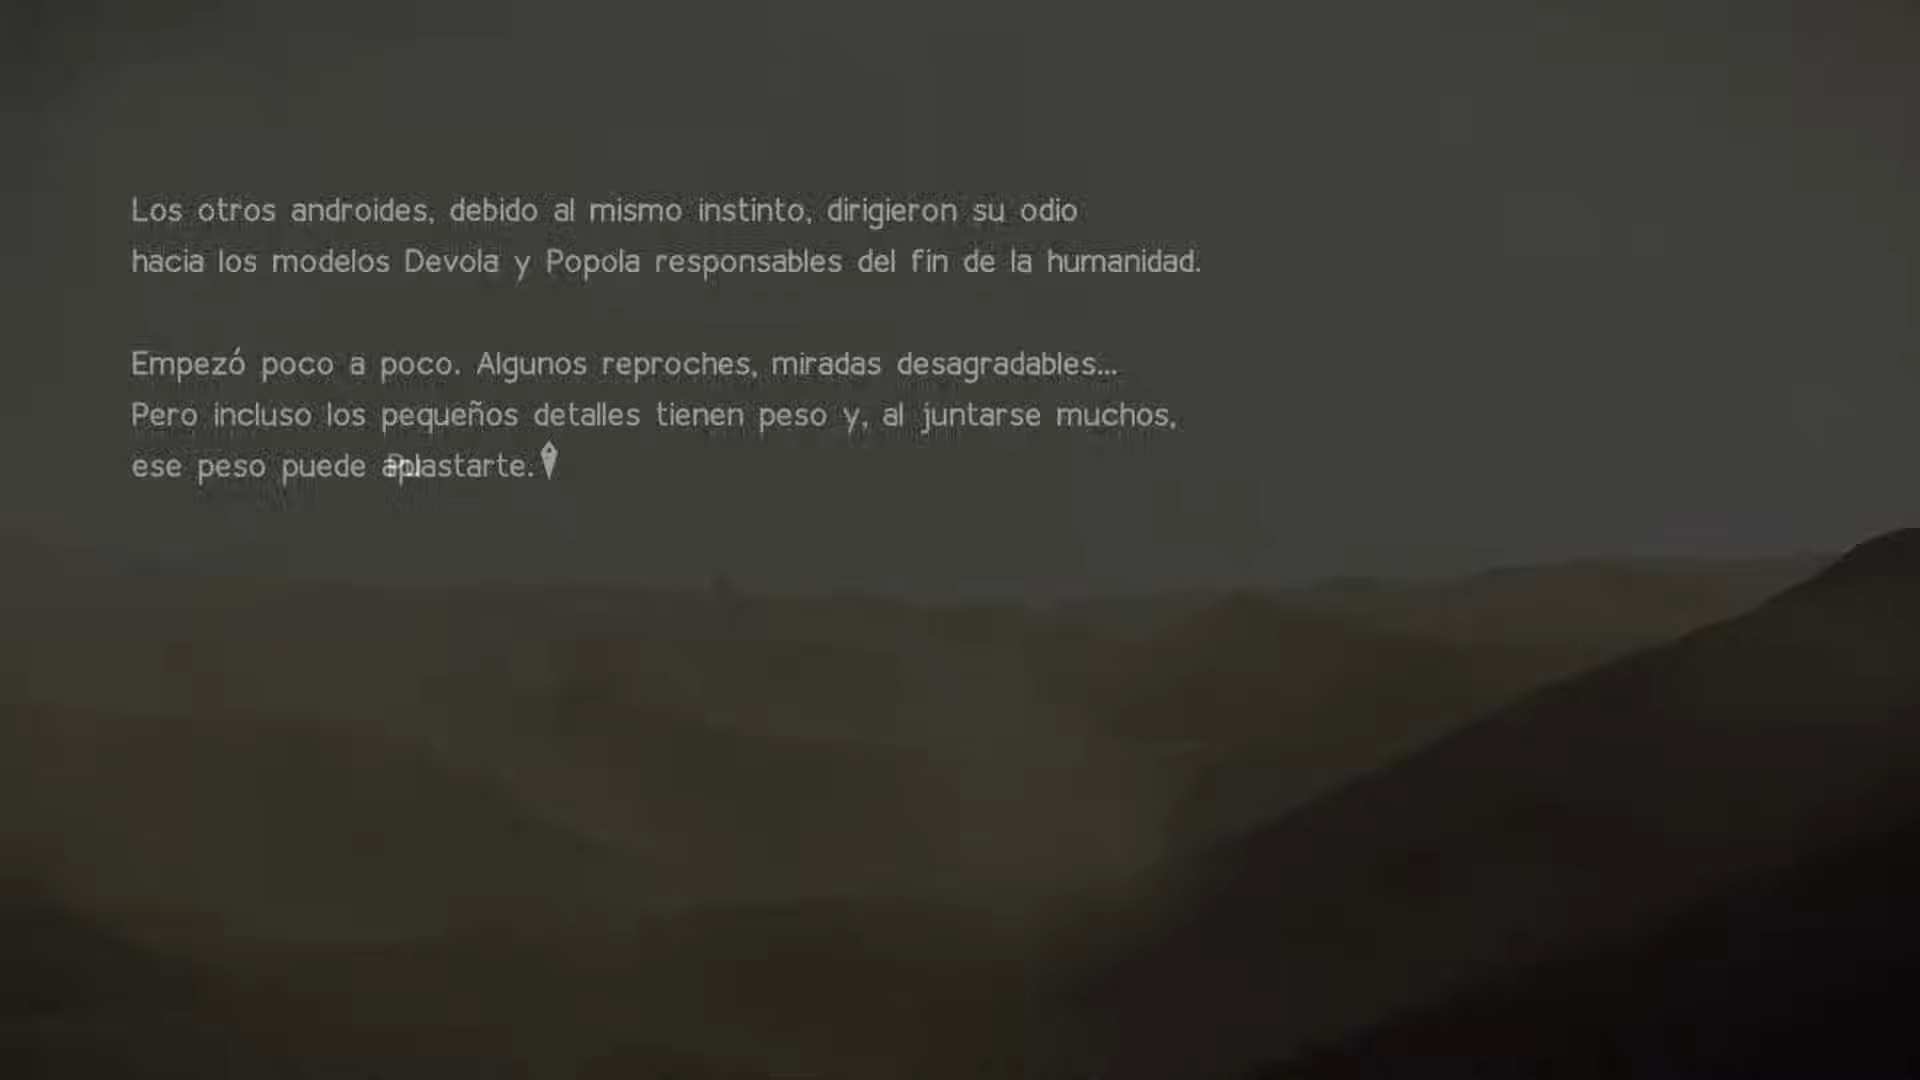 Los otros androides, debido al mismo instinto, dirigieron su odio
hacia los modelos Devola y Popola responsables del fin de la humanidad.
Empezó poco a poco. Algunos reproches, miradas desagradables...
Pero incluso los pequeños detalles tienen peso y, al juntarse muchos,
ese peso puede aplastarte.